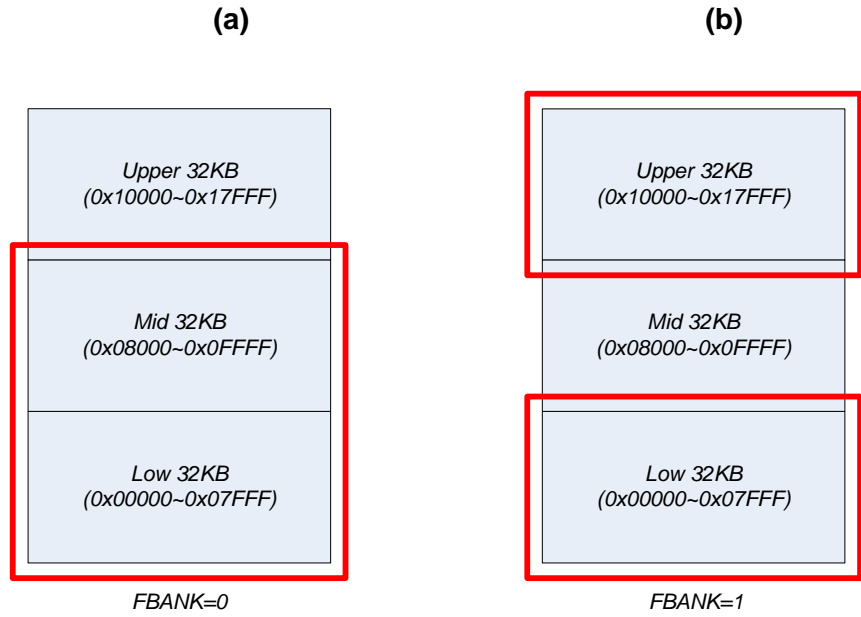 (a)
Upper 32KB
(0x10000~0x17FFF)
Mid 32KB
(0x08000~0x0FFFF)
Low 32KB
(0x00000~0x07FFF)
FBANK=0
(b)
Upper 32KB
(0x10000~0x17FFF)
Mid 32KB
(0x08000~0x0FFFF)
Low 32KB
(0x00000~0x07FFF)
FBANK=1